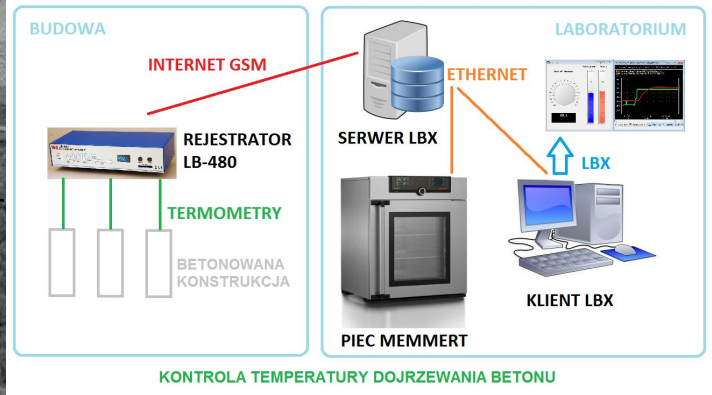 BUDOWA
LABORATORIUM
INTERNET GSM
ETHERNET
REJESTRATOR
LB-480
SERWER LBX
LBX
TERMOMETRY
BETONOWANA
KONSTRUKCJA
KLIENT LBX
PIEC MEMMERT
KONTROLA TEMPERATURY DOJRZEWANIA BETONU